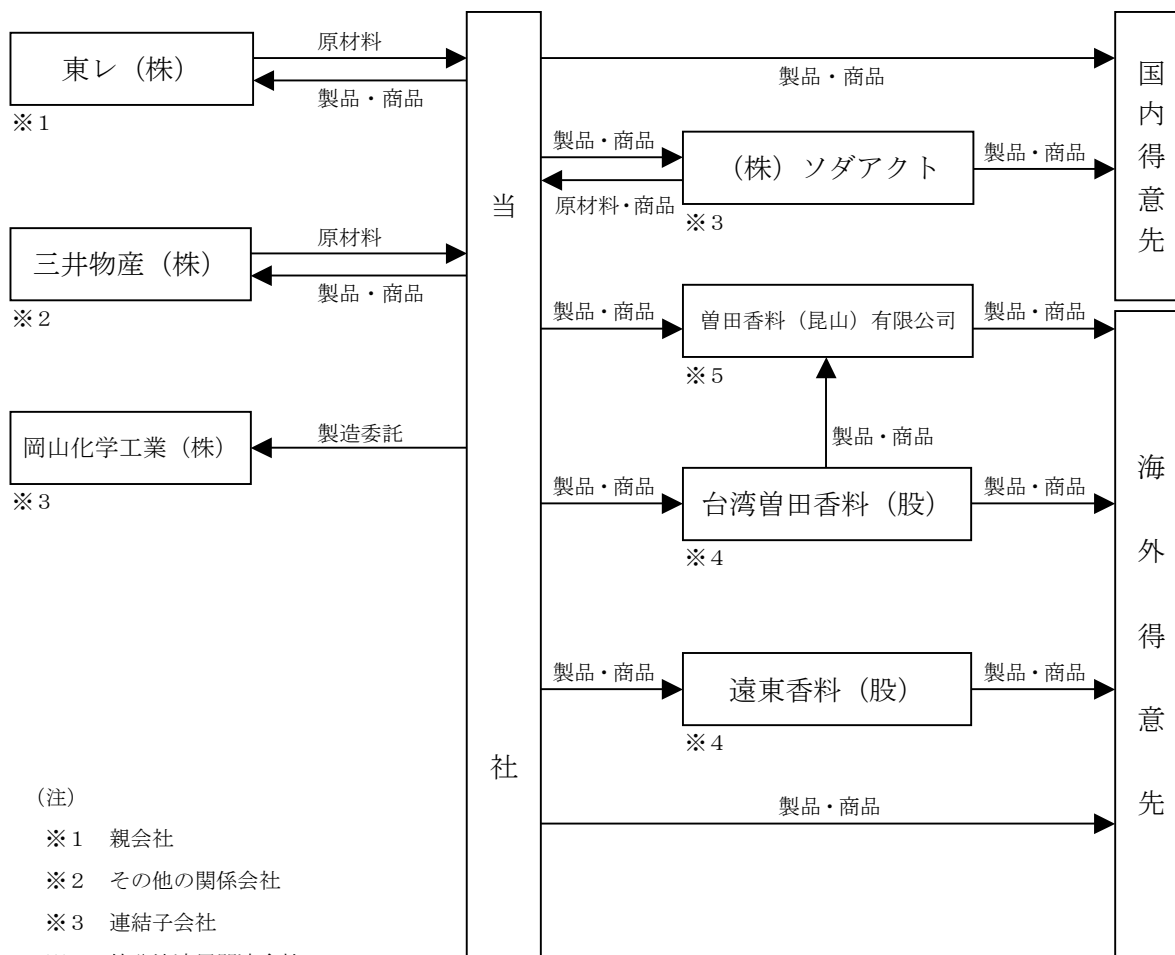 東レ（株）
※１
原材料
製品・商品
三井物産（株）
※２
原材料
製品・商品
岡山化学工業（株）
※３
製造委託
当社
製品・商品
製品・商品
原材料・商品
（株）ソダアクト
※３
製品・商品
国内得意先
製品・商品
曽田香料（昆山）有限公司
※５
製品・商品
製品・商品
製品・商品
台湾曽田香料（股）
※４
製品・商品
製品・商品
遠東香料（股）
※４
製品・商品
製品・商品
海外得意先
（注）
※１　親会社
※２　その他の関係会社
※３　連結子会社